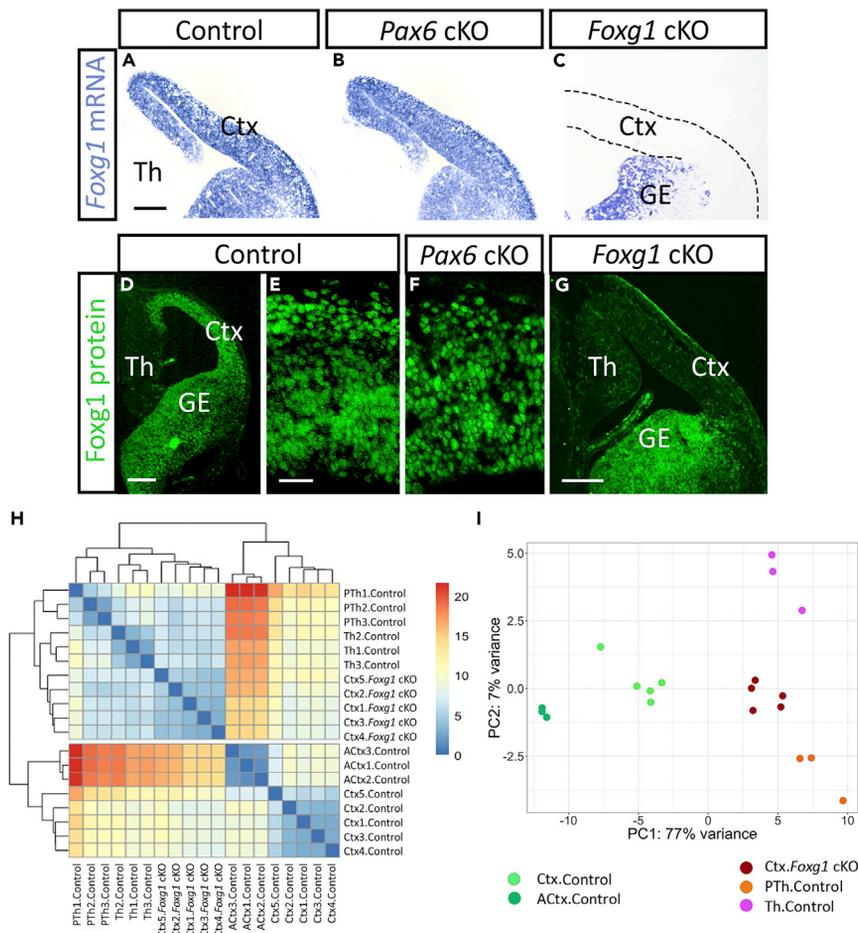 Control
Pax6 cKO
Foxg1 cKO
Foxg1 mRNA
A
B
C
Ctx
Th
Ctx
GE
Control
Pax6 cKO
Foxg1 cKO
Foxg1 protein
D
E
F
G
Ctx
Th
GE
Th
Ctx
GE
H
PTh1.Control
PTh2.Control
PTh3.Control
Th2.Control
Th1.Control
Th3.Control
Ctx5.Foxg1 cKO
Ctx2.Foxg1 cKO
Ctx1.Foxg1 cKO
Ctx3.Foxg1 cKO
Ctx4.Foxg1 cKO
ACtx3.Control
ACtx1.Control
ACtx2.Control
Ctx5.Control
Ctx2.Control
Ctx1.Control
Ctx3.Control
Ctx4.Control
PTh1.Control
PTh2.Control
PTh3.Control
Th2.Control
Th1.Control
Th3.Control
Ctx5.Foxg1 cKO
Ctx2.Foxg1 cKO
Ctx1.Foxg1 cKO
Ctx3.Foxg1 cKO
Ctx4.Foxg1 cKO
ACtx3.Control
ACtx1.Control
ACtx2.Control
Ctx5.Control
Ctx2.Control
Ctx1.Control
Ctx3.Control
Ctx4.Control
20
15
10
5
0
I
PC2: 7% variance
5.0
2.5
0.0
-2.5
-10
-5
0
5
10
PC1: 77% variance
Ctx.Control
ACtx.Control
Ctx.Foxg1 cKO
PTh.Control
Th.Control